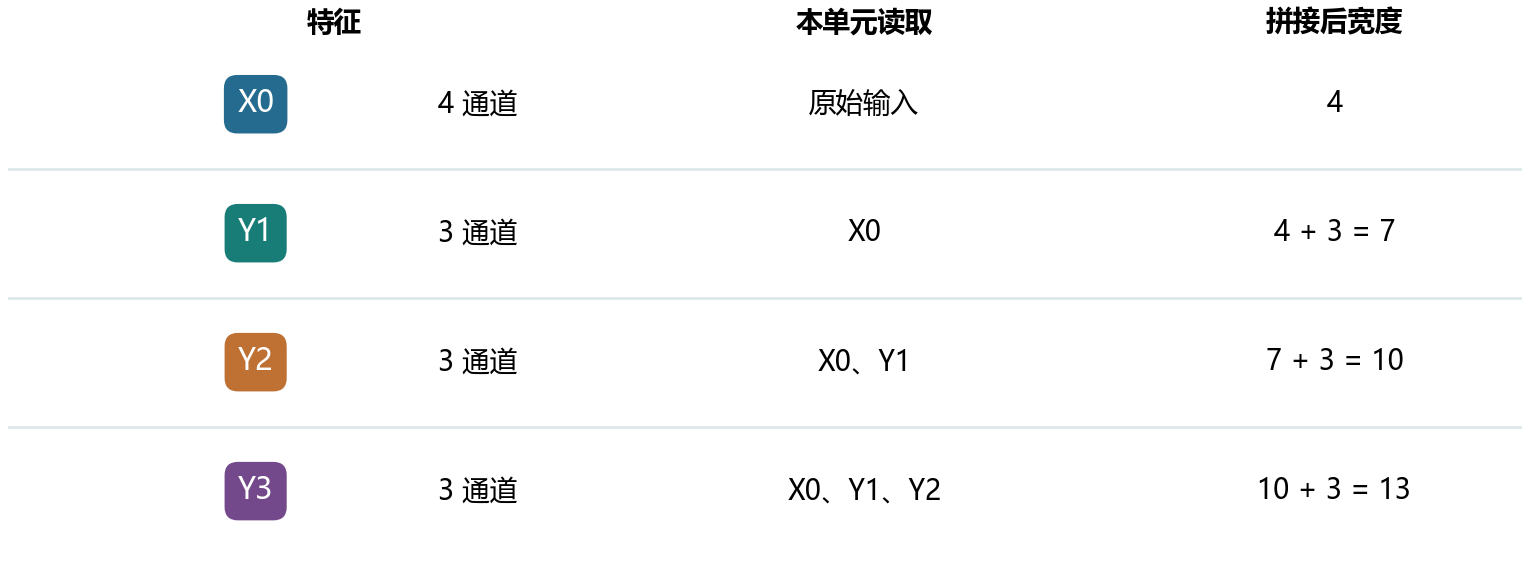 特征 本单元读取 拼接后宽度
X0 4 通道 原始输入 4
Y1 3 通道 X0 4 + 3 = 7
Y2 3 通道 X0、Y1 7 + 3 = 10
Y3 3 通道 X0、Y1、Y2 10 + 3 = 13